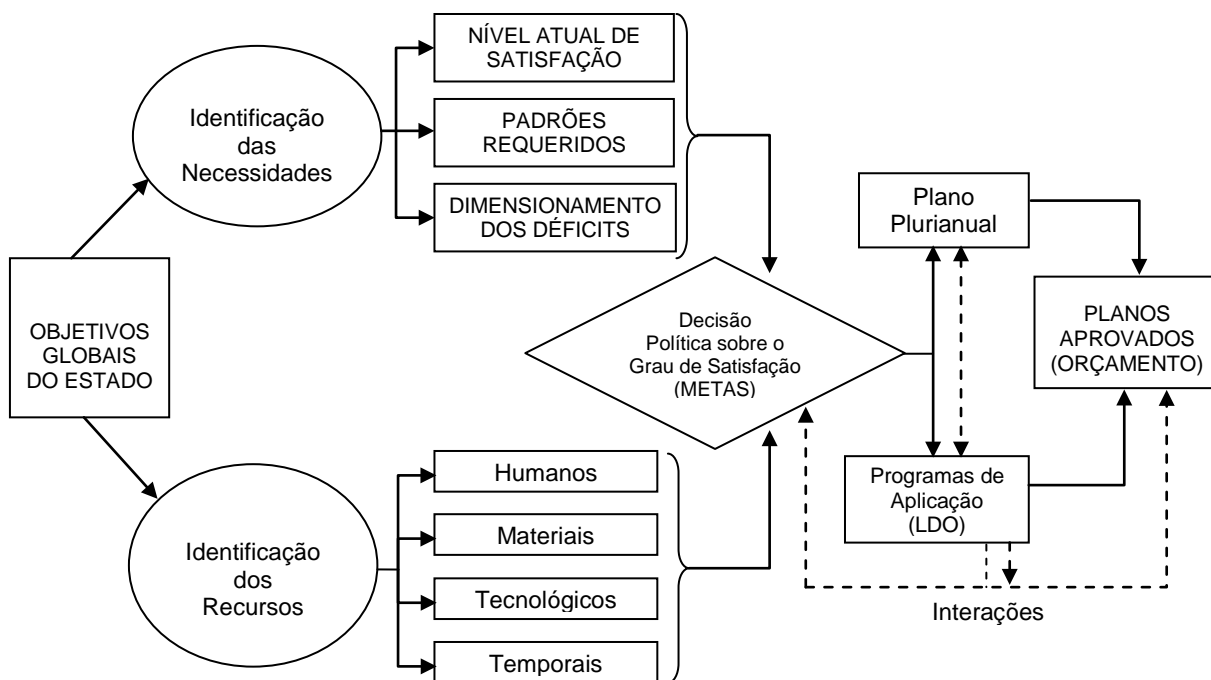 NÍVEL ATUAL DE
SATISFAÇÃO
Identificação
das
Necessidades
PADRÕES
REQUERIDOS
DIMENSIONAMENTO
DOS DÉFICITS
Plano
Plurianual
OBJETIVOS
GLOBAIS
DO ESTADO
Decisão
Política sobre o
Grau de Satisfação
(METAS)
PLANOS
APROVADOS
(ORÇAMENTO)
Identificação
dos
Recursos
Humanos
Materiais
Tecnológicos
Temporais
Programas de
Aplicação
(LDO)
Interações